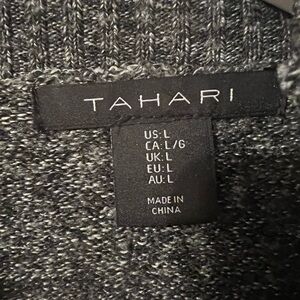 TAHARI
US: L
CA: L/G
UK: L
EU: L
AU: L
MADE IN
CHINA